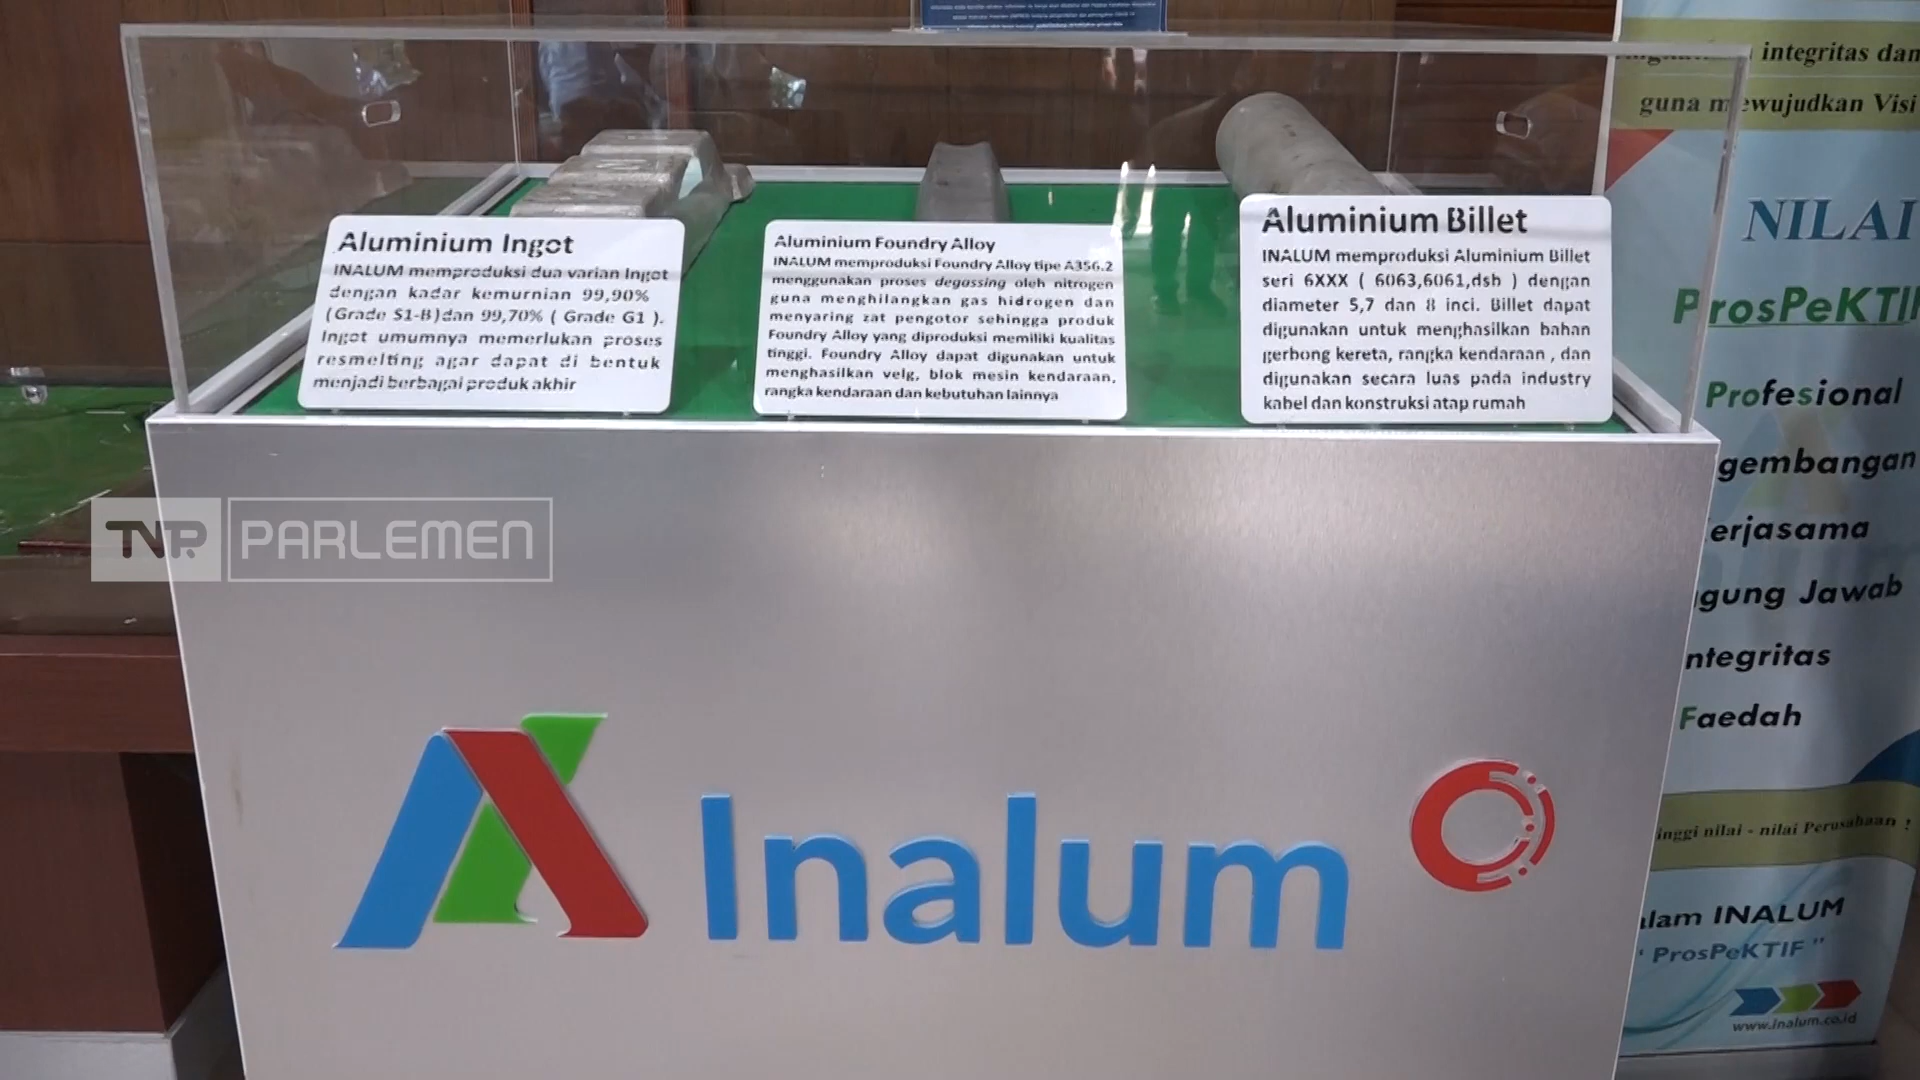 integritas dan
guna mewujudkan Visi
NILAI
ProsPeKTIF
Profesional
gembangan
erjasama
gung Jawab
ntegritas
Faedah
inggi nilai - nilai Perusahaan !
alam INALUM
" ProsPeKTIF "
www.inalum.co.id
Aluminium Ingot
INALUM memproduksi dua varian Ingot
dengan kadar kemurnian 99,90%
(Grade S1-B)dan 99,70% ( Grade G1 ).
Ingot umumnya memerlukan proses
resmelting agar dapat di bentuk
menjadi berbagai produk akhir
Aluminium Foundry Alloy
INALUM memproduksi Foundry Alloy tipe A356.2
menggunakan proses degassing oleh nitrogen
guna menghilangkan gas hidrogen dan
menyaring zat pengotor sehingga produk
Foundry Alloy yang diproduksi memiliki kualitas
tinggi. Foundry Alloy dapat digunakan untuk
menghasilkan velg, blok mesin kendaraan,
rangka kendaraan dan kebutuhan lainnya
Aluminium Billet
INALUM memproduksi Aluminium Billet
seri 6XXX ( 6063,6061,dsh ) dengan
diameter 5,7 dan 8 inci. Billet dapat
digunakan untuk menghasilkan bahan
gerbong kereta, rangka kendaraan , dan
digunakan secara luas pada industry
kabel dan konstruksi atap rumah
TVR PARLEMEN
Inalum